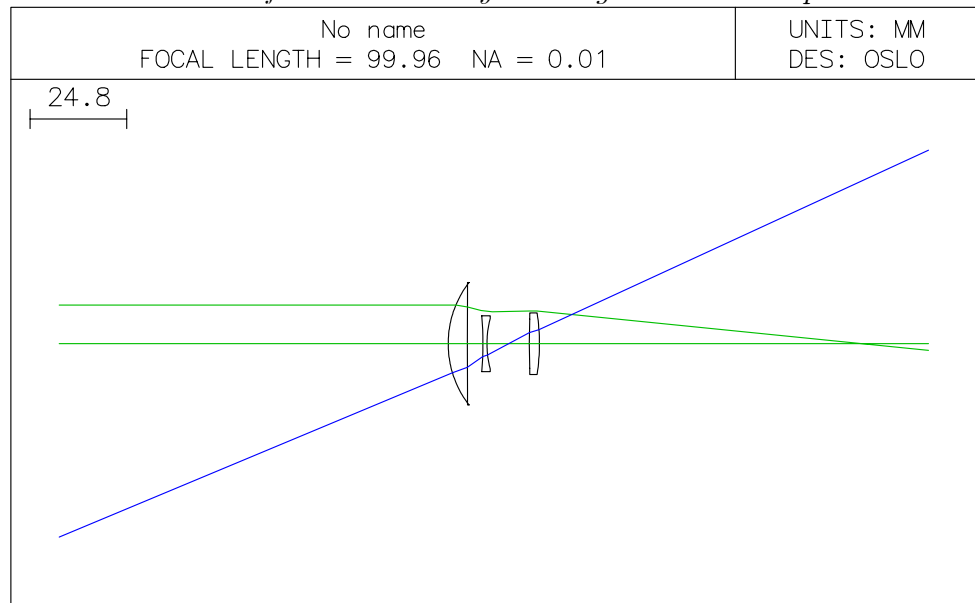 No name
FOCAL LENGTH = 99.96 NA = 0.01
UNITS: MM
DES: OSLO
24.8